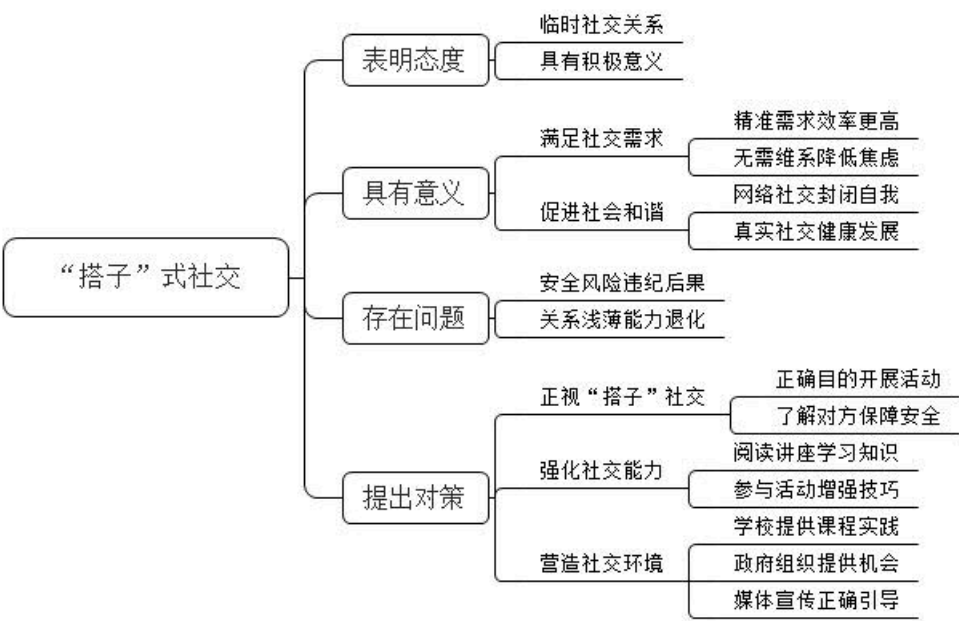 “搭子”式社交
表明态度
临时社交关系
具有积极意义
具有意义
满足社交需求
精准需求效率更高
无需维系降低焦虑
促进社会和谐
网络社交封闭自我
真实社交健康发展
存在问题
安全风险违纪后果
关系浅薄能力退化
提出对策
正视“搭子”社交
正确目的开展活动
了解对方保障安全
强化社交能力
阅读讲座学习知识
参与活动增强技巧
营造社交环境
学校提供课程实践
政府组织提供机会
媒体宣传正确引导